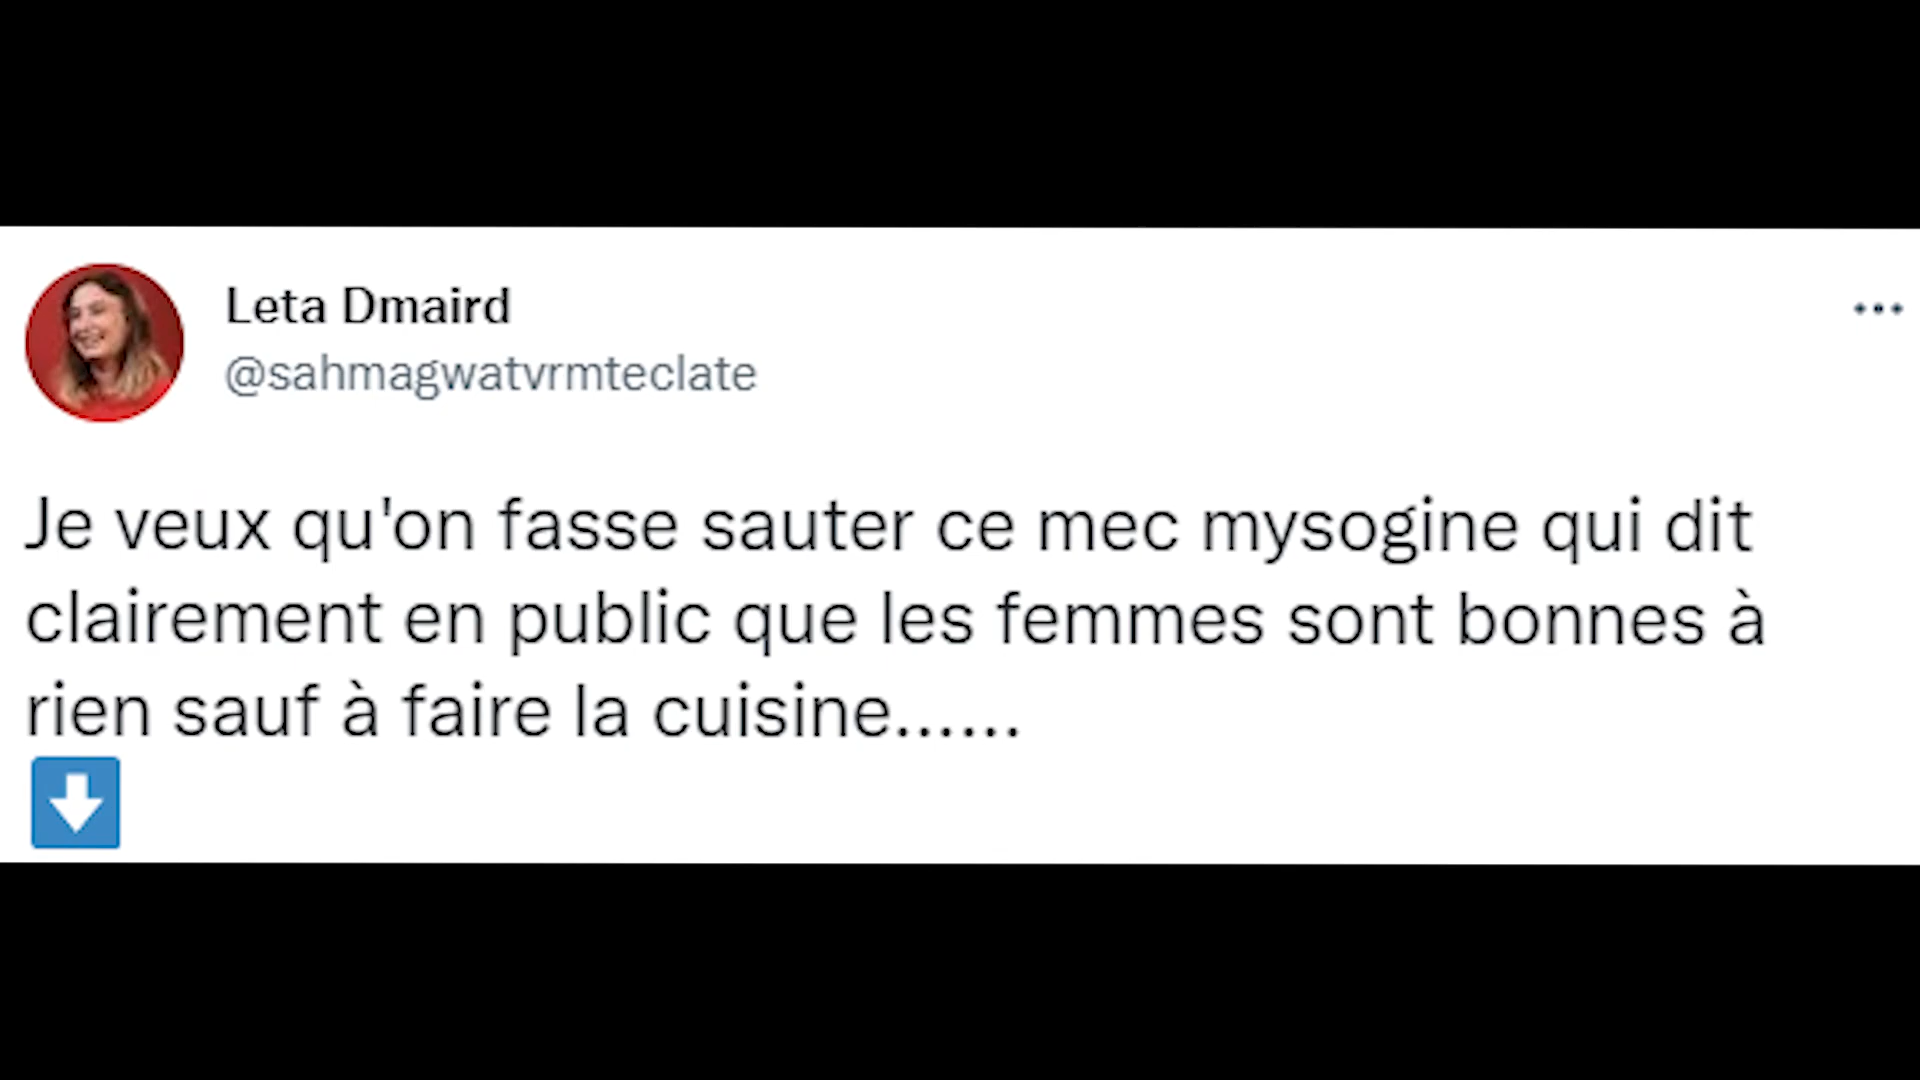 Leta Dmaird
@sahmagwatvrmteclate
Je veux qu'on fasse sauter ce mec mysogine qui dit
clairement en public que les femmes sont bonnes à
rien sauf à faire la cuisine......